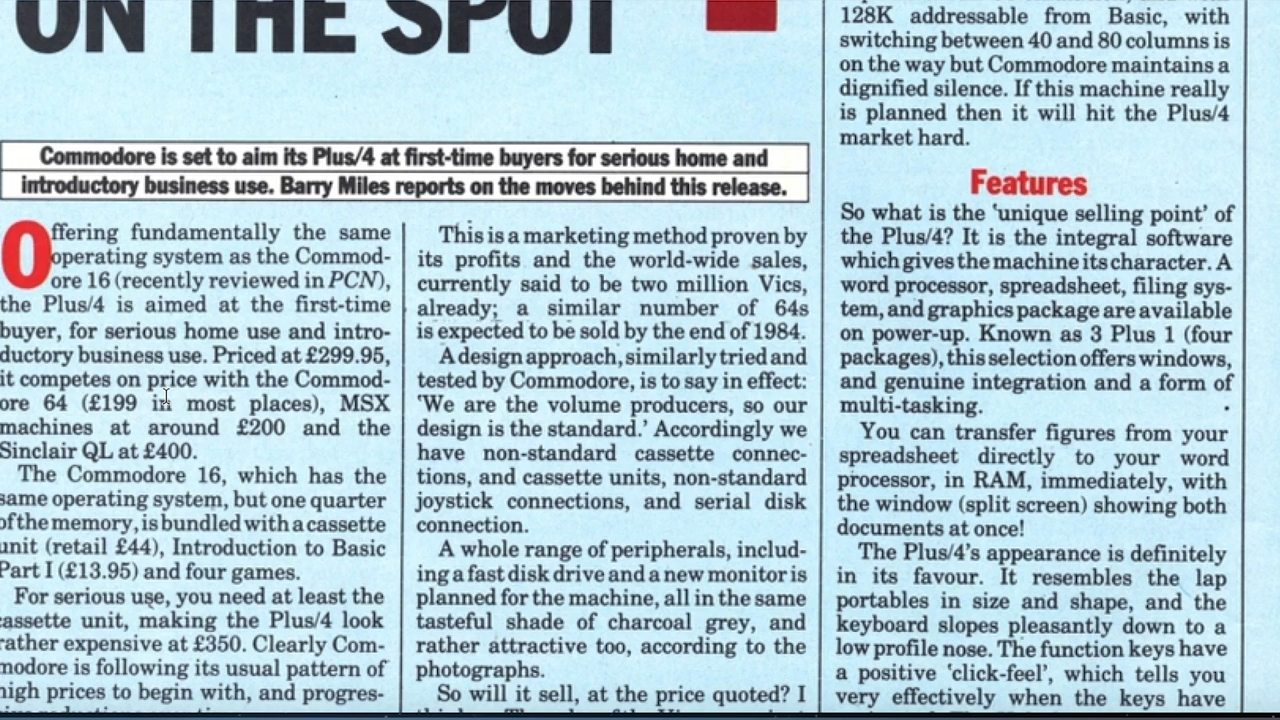 ON THE SPOT
Commodore is set to aim its Plus/4 at first-time buyers for serious home and
introductory business use. Barry Miles reports on the moves behind this release.
Offering fundamentally the same
operating system as the Commod-
ore 16 (recently reviewed in PCN),
the Plus/4 is aimed at the first-time
buyer, for serious home use and intro-
ductory business use. Priced at £299.95,
it competes on price with the Commod-
ore 64 (£199 in most places), MSX
machines at around £200 and the
Sinclair QL at £400.
The Commodore 16, which has the
same operating system, but one quarter
of the memory, is bundled with a cassette
unit (retail £44), Introduction to Basic
Part I (£13.95) and four games.
For serious use, you need at least the
cassette unit, making the Plus/4 look
rather expensive at £350. Clearly Com-
modore is following its usual pattern of
high prices to begin with, and progres-
This is a marketing method proven by
its profits and the world-wide sales,
currently said to be two million Vics,
already; a similar number of 64s
is expected to be sold by the end of 1984.
A design approach, similarly tried and
tested by Commodore, is to say in effect:
'We are the volume producers, so our
design is the standard.' Accordingly we
have non-standard cassette connec-
tions, and cassette units, non-standard
joystick connections, and serial disk
connection.
A whole range of peripherals, includ-
ing a fast disk drive and a new monitor is
planned for the machine, all in the same
tasteful shade of charcoal grey, and
rather attractive too, according to the
photographs.
So will it sell, at the price quoted? I
128K addressable from Basic, with
switching between 40 and 80 columns is
on the way but Commodore maintains a
dignified silence. If this machine really
is planned then it will hit the Plus/4
market hard.
Features
So what is the 'unique selling point' of
the Plus/4? It is the integral software
which gives the machine its character. A
word processor, spreadsheet, filing sys-
tem, and graphics package are available
on power-up. Known as 3 Plus 1 (four
packages), this selection offers windows,
and genuine integration and a form of
multi-tasking.
You can transfer figures from your
spreadsheet directly to your word
processor, in RAM, immediately, with
the window (split screen) showing both
documents at once!
The Plus/4's appearance is definitely
in its favour. It resembles the lap
portables in size and shape, and the
keyboard slopes pleasantly down to a
low profile nose. The function keys have
a positive 'click-feel', which tells you
very effectively when the keys have